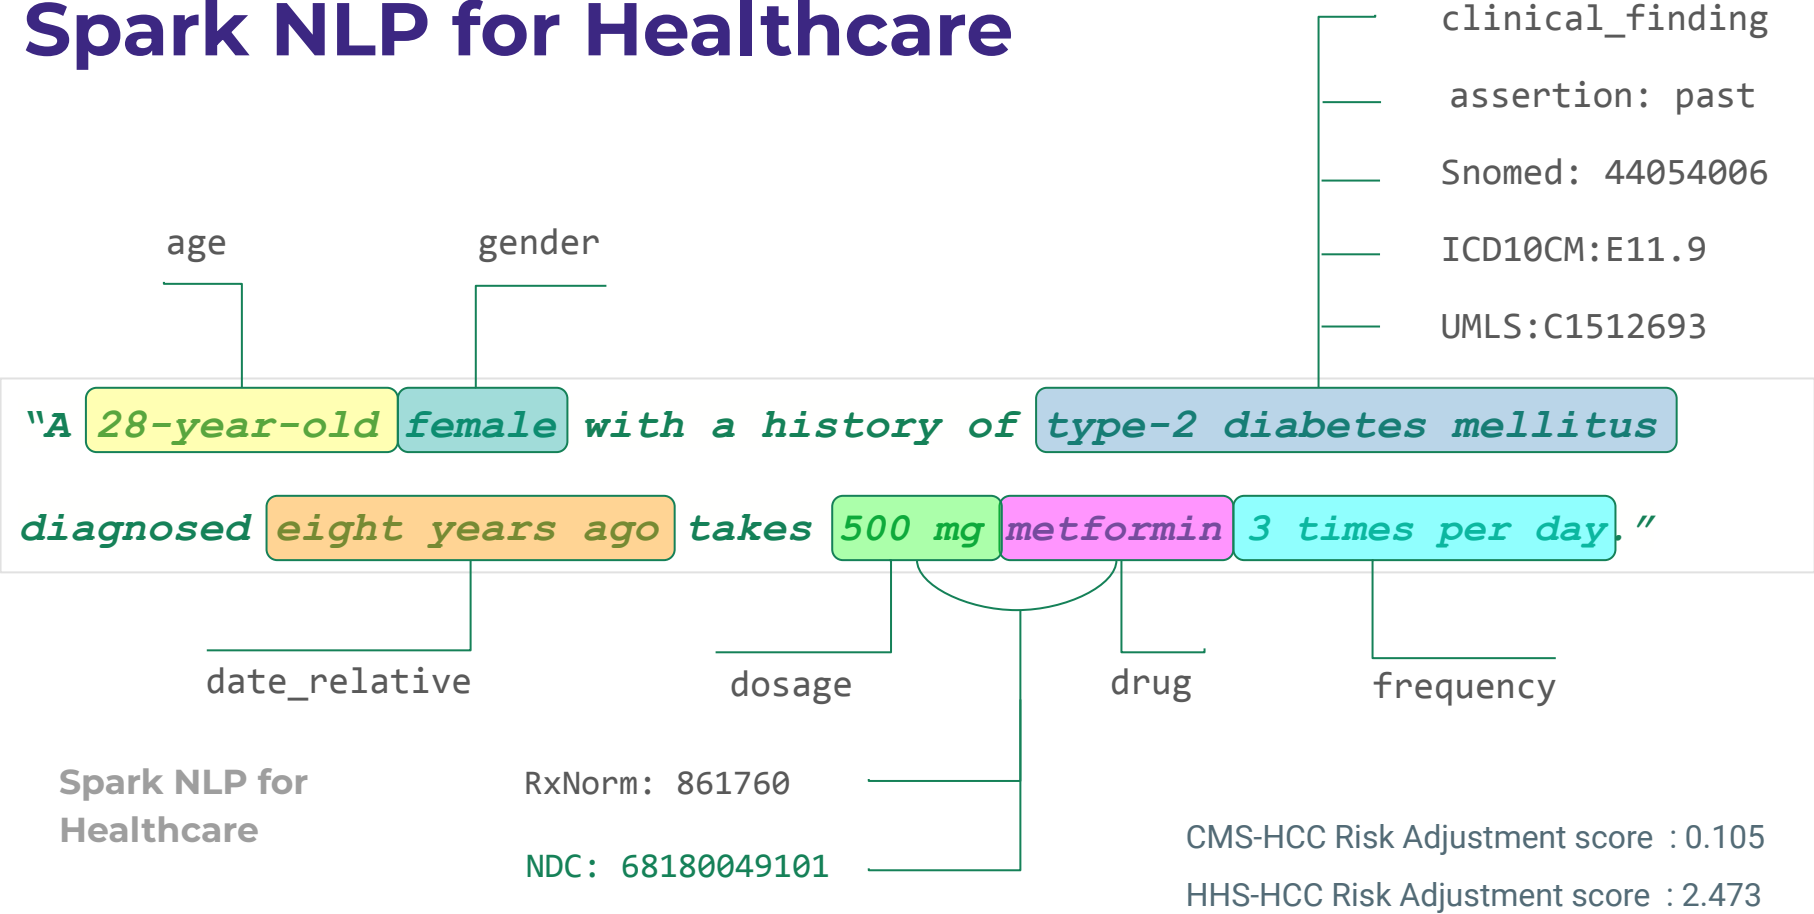 Spark NLP for Healthcare
clinical_finding
assertion: past
Snomed: 44054006
ICD10CM:E11.9
UMLS:C1512693
age
gender
“A 28-year-old female with a history of type-2 diabetes mellitus
diagnosed eight years ago takes 500 mg metformin 3 times per day.”
date_relative
dosage
drug
frequency
Spark NLP for
Healthcare
RxNorm: 861760
NDC: 68180049101
CMS-HCC Risk Adjustment score : 0.105
HHS-HCC Risk Adjustment score : 2.473